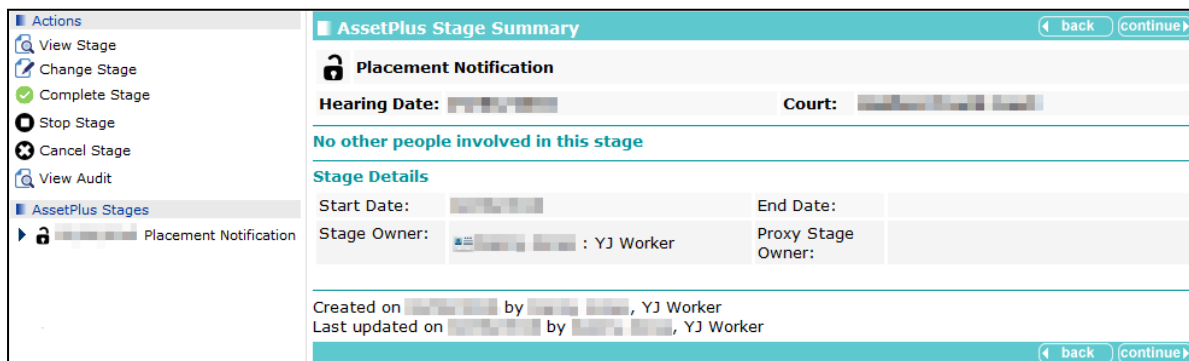 Actions
View Stage
Change Stage
Complete Stage
Stop Stage
Cancel Stage
View Audit
AssetPlus Stages
Placement Notification
AssetPlus Stage Summary
back continue
Placement Notification
Hearing Date: Court:
No other people involved in this stage
Stage Details
Start Date: End Date:
Stage Owner: : YJ Worker Proxy Stage
Owner:
Created on by , YJ Worker
Last updated on by , YJ Worker
back continue